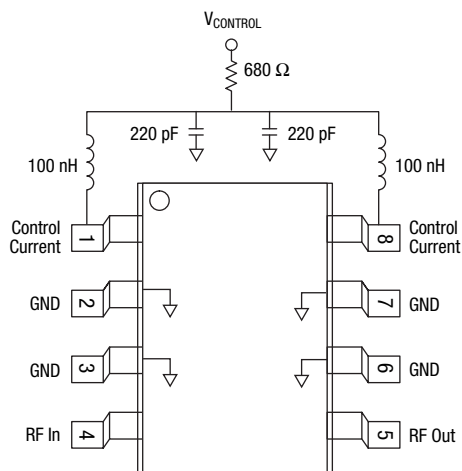 V_CONTROL
680 Ω
220 pF
220 pF
100 nH
100 nH
Control
Current
1
8
Control
Current
GND
2
7
GND
GND
3
6
GND
RF In
4
5
RF Out